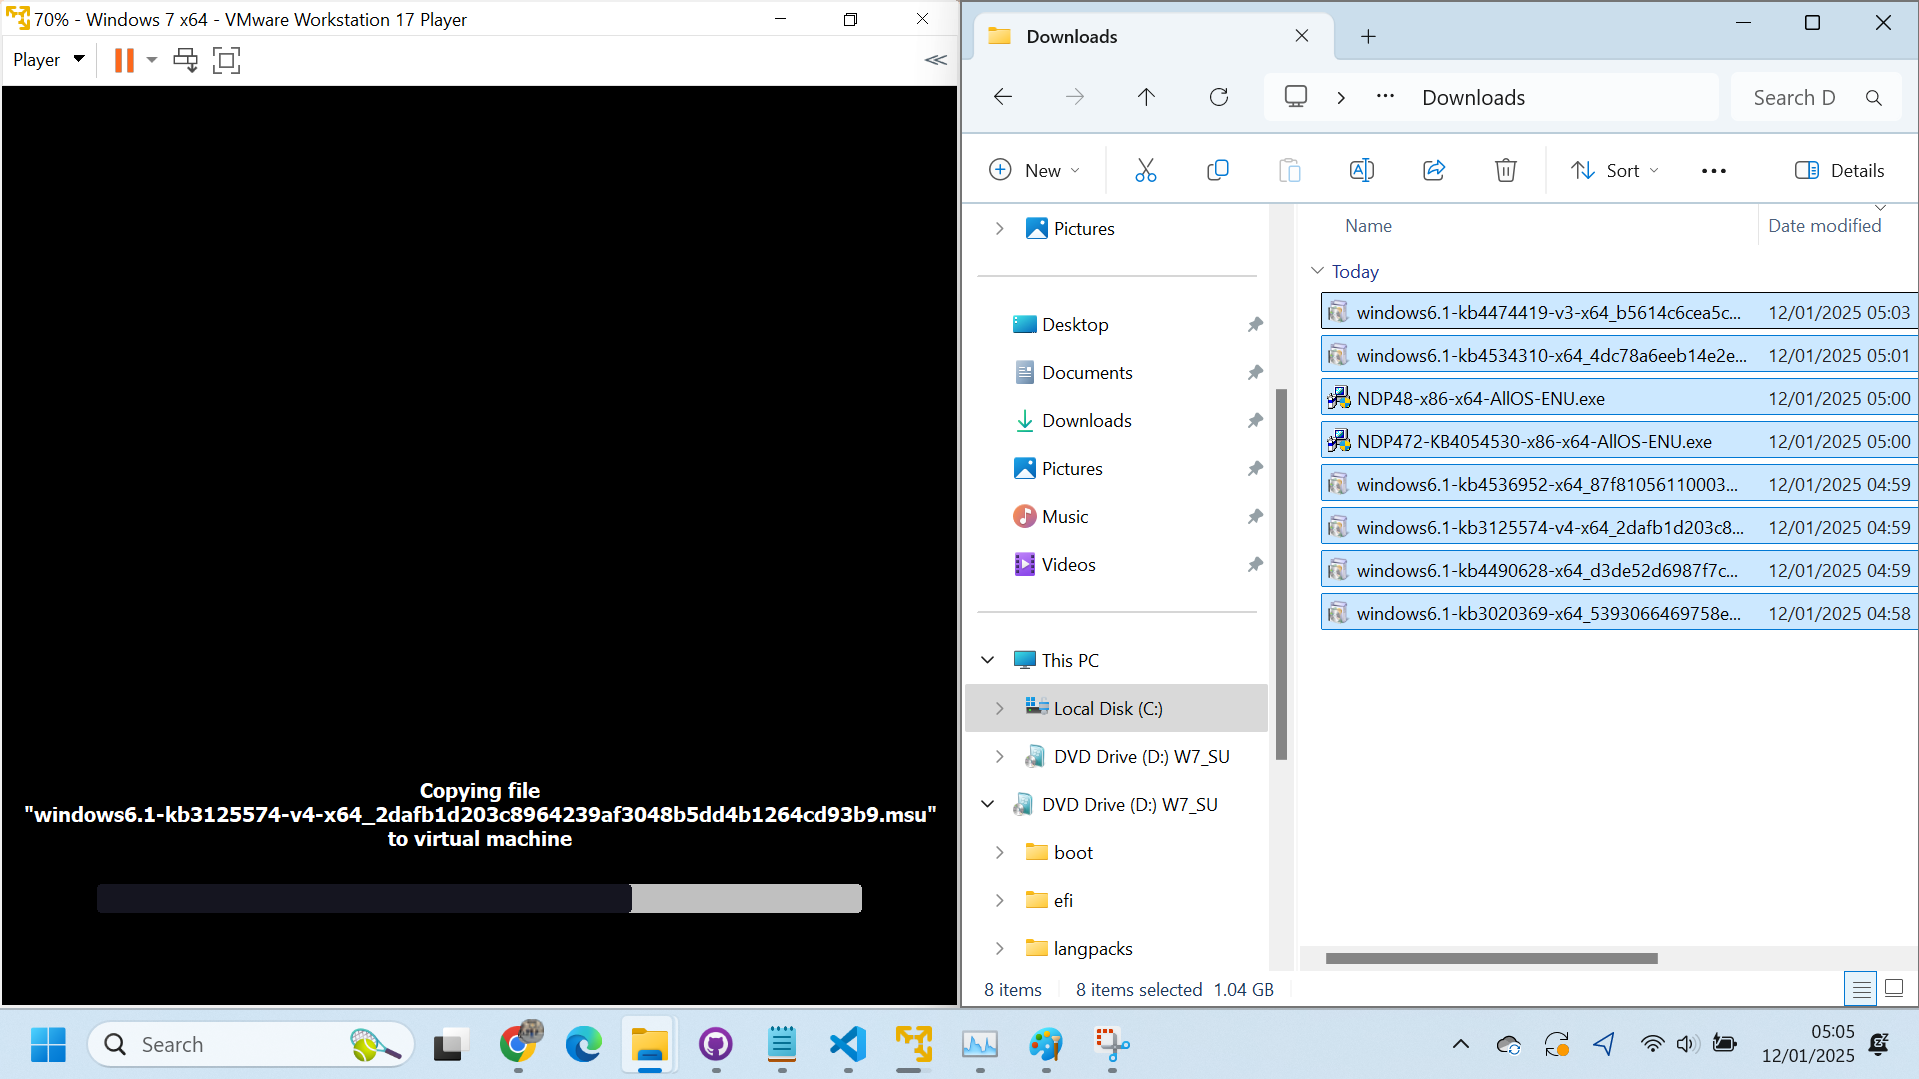 70% - Windows 7 x64 - VMware Workstation 17 Player
Player
Copying file
"windows6.1-kb3125574-v4-x64_2dafb1d203c8964239af3048b5dd4b1264cd93b9.msu"
to virtual machine
Downloads
Downloads
Search D
New
Sort
Details
Pictures
Desktop
Documents
Downloads
Pictures
Music
Videos
This PC
Local Disk (C:)
DVD Drive (D:) W7_SU
DVD Drive (D:) W7_SU
boot
efi
langpacks
Name Date modified
Today
windows6.1-kb4474419-v3-x64_b5614c6cea5c... 12/01/2025 05:03
windows6.1-kb4534310-x64_4dc78a6eeb14e2e... 12/01/2025 05:01
NDP48-x86-x64-AllOS-ENU.exe 12/01/2025 05:00
NDP472-KB4054530-x86-x64-AllOS-ENU.exe 12/01/2025 05:00
windows6.1-kb4536952-x64_87f81056110003... 12/01/2025 04:59
windows6.1-kb3125574-v4-x64_2dafb1d203c8... 12/01/2025 04:59
windows6.1-kb4490628-x64_d3de52d6987f7c... 12/01/2025 04:59
windows6.1-kb3020369-x64_5393066469758e... 12/01/2025 04:58
8 items 8 items selected 1.04 GB
Search
05:05
12/01/2025